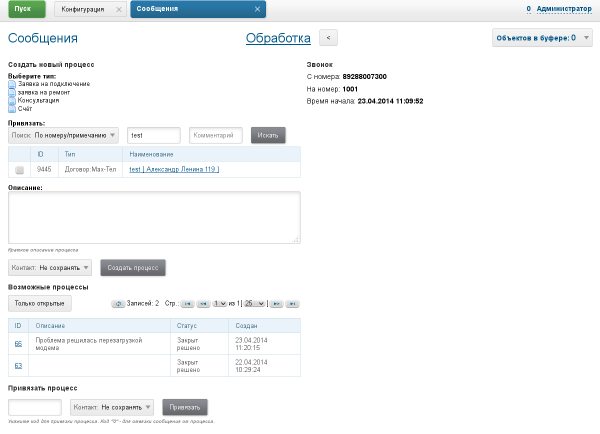 Пуск
Конфигурация
Сообщения
0 Администратор
Сообщения
Обработка
<
Объектов в буфере: 0
Создать новый процесс
Выберите тип:
Заявка на подключение
заявка на ремонт
Консультация
Счёт
Привязать:
Поиск: По номеру/примечанию
test
Комментарий
Искать
ID Тип Наименование
9445 Договор:Мах-Тел test [ Александр Ленина 119 ]
Описание:
Краткое описание процесса
Контакт: Не сохранять
Создать процесс
Возможные процессы
Только открытые
Записей: 2 Стр.: 1 из 1 [ 25 ]
ID Описание Статус Создан
66 Проблема решилась перезагрузкой модема Закрыт решено 23.04.2014 11:20:15
63 Закрыт решено 22.04.2014 10:29:24
Привязать процесс
Контакт: Не сохранять
Привязать
Укажите код для привязки процесса. Код "0" - для отвязки сообщения от процесса.
Звонок
С номера: 89288007300
На номер: 1001
Время начала: 23.04.2014 11:09:52